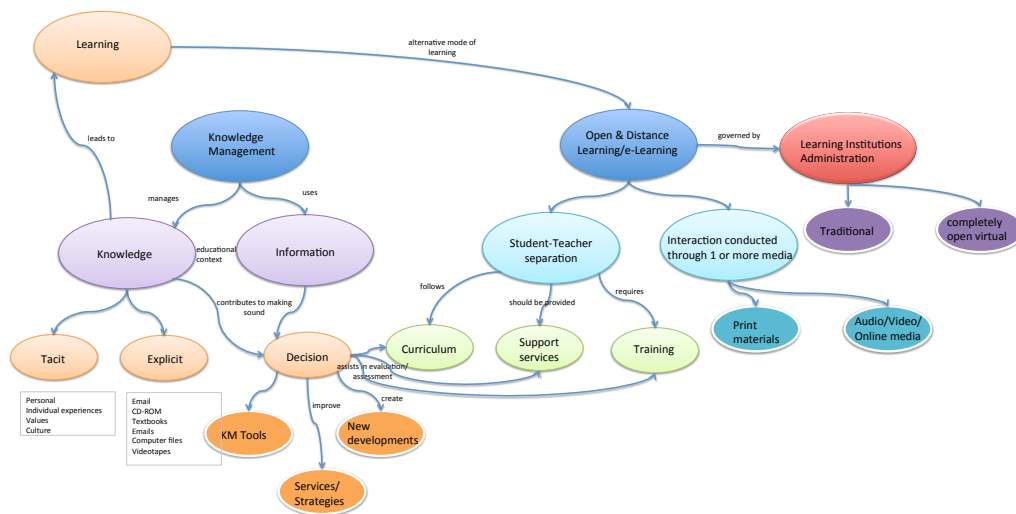 Learning
alternative mode of
learning
leads to
Knowledge
Management
Open & Distance
Learning/e-Learning
governed by
Learning Institutions
Administration
manages
uses
Knowledge
educational
context
Information
Student-Teacher
separation
Interaction conducted
through 1 or more media
Traditional
completely
open virtual
follows
should be provided
requires
contributes to making
sound
Tacit
Explicit
Decision
assists in evaluation/
assessment
Curriculum
Support
services
Training
Print
materials
Audio/Video/
Online media
Personal
Individual experiences
Values
Culture
Email
CD-ROM
Textbooks
Emails
Computer files
Videotapes
improve
create
KM Tools
New
developments
Services/
Strategies